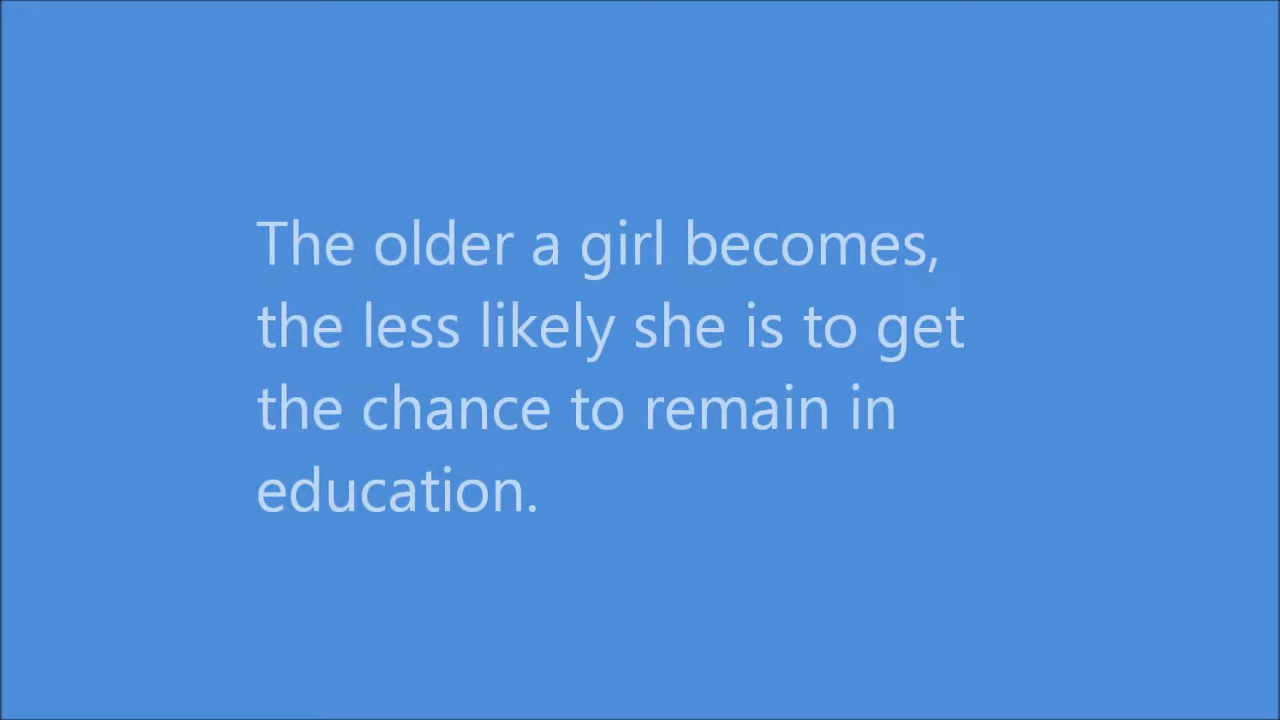 The older a girl becomes,
the less likely she is to get
the chance to remain in
education.